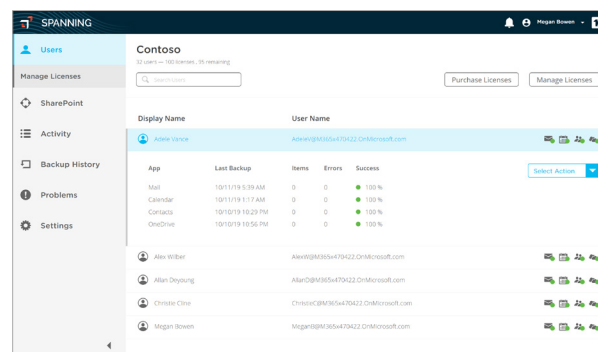 SPANNING
Megan Bowen
Users
Manage Licenses
SharePoint
Activity
Backup History
Problems
Settings
Contoso
32 users — 100 licenses, 39 remaining
Search Users
Purchase Licenses
Manage Licenses
Display Name User Name
Adele Vance AdeleV@M365x470422.OnMicrosoft.com
App Last Backup Items Errors Success
Mail 10/11/19 5:39 AM 0 0 100 %
Calendar 10/11/19 1:17 AM 0 0 100 %
Contacts 10/10/19 10:29 PM 0 0 100 %
OneDrive 10/10/19 10:56 PM 0 0 100 %
Select Action
Alex Wilber AlexW@M365x470422.OnMicrosoft.com
Allan Deyoung AllanD@M365x470422.OnMicrosoft.com
Christie Cline ChristieC@M365x470422.OnMicrosoft.com
Megan Bowen MeganB@M365x470422.OnMicrosoft.com